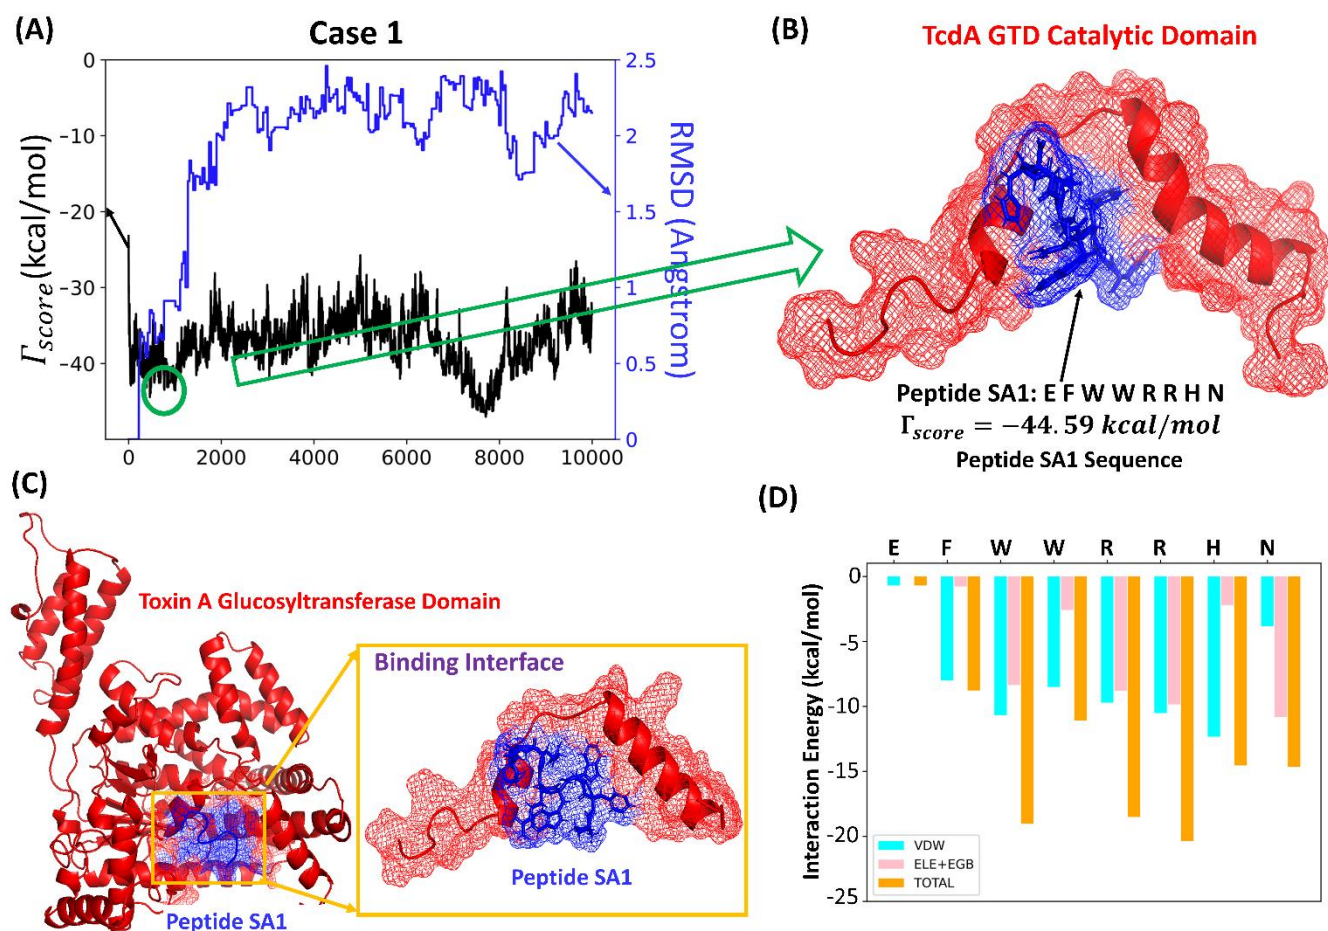 (A)
Case 1
0
−10
−20
−30
−40
Γscore(kcal/mol)
2.5
2
1.5
1
0.5
0
RMSD (Angstrom)
0 2000 4000 6000 8000 10000
(B)
TcdA GTD Catalytic Domain
Peptide SA1: E F W W R R H N
Γscore = −44.59 kcal/mol
Peptide SA1 Sequence
(C)
Toxin A Glucosyltransferase Domain
Binding Interface
Peptide SA1
Peptide SA1
(D)
E F W W R R H N
0
-5
-10
-15
-20
-25
Interaction Energy (kcal/mol)
VDW
ELE+EGB
TOTAL